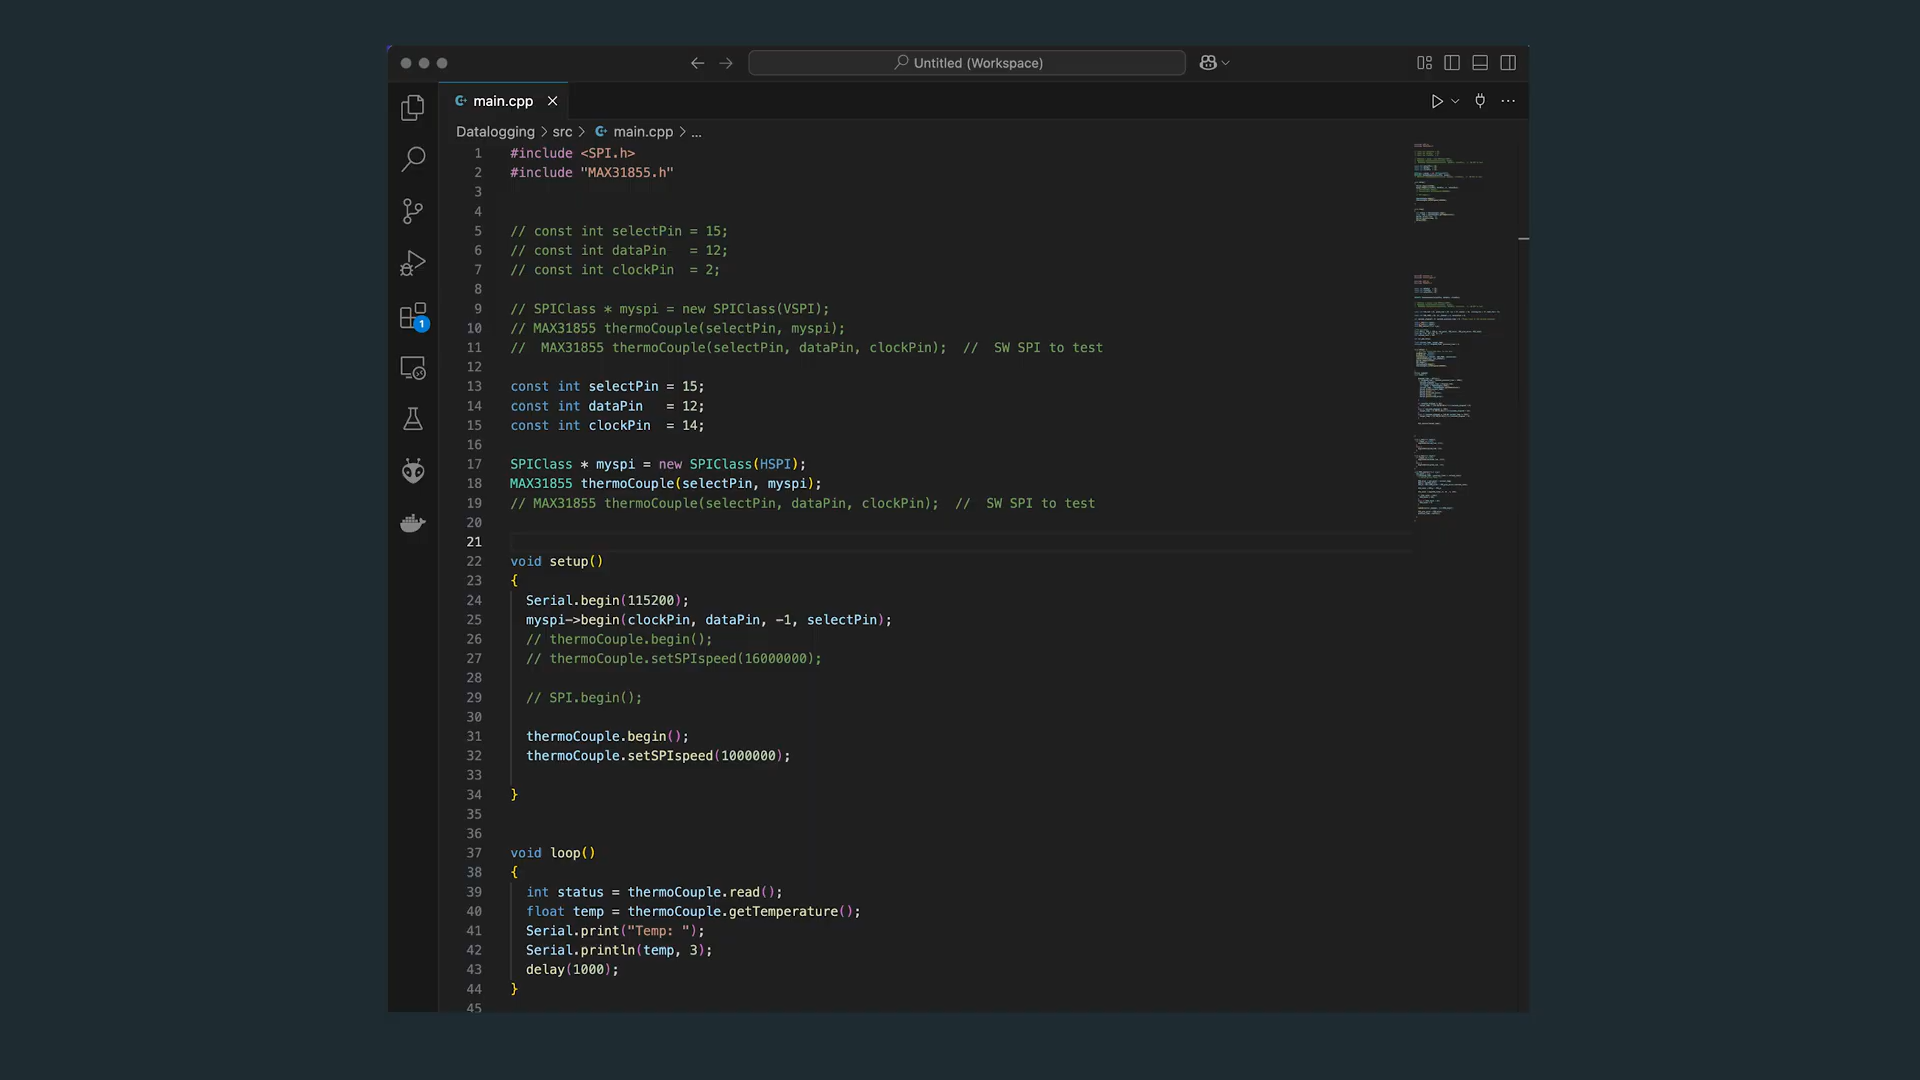 Untitled (Workspace)
main.cpp
Datalogging > src > main.cpp > ...
1 #include <SPI.h>
2 #include "MAX31855.h"
3
4
5 // const int selectPin = 15;
6 // const int dataPin   = 12;
7 // const int clockPin  = 2;
8
9 // SPIClass * myspi = new SPIClass(VSPI);
10 // MAX31855 thermoCouple(selectPin, myspi);
11 //  MAX31855 thermoCouple(selectPin, dataPin, clockPin);  //  SW SPI to test
12
13 const int selectPin = 15;
14 const int dataPin   = 12;
15 const int clockPin  = 14;
16
17 SPIClass * myspi = new SPIClass(HSPI);
18 MAX31855 thermoCouple(selectPin, myspi);
19 // MAX31855 thermoCouple(selectPin, dataPin, clockPin);  //  SW SPI to test
20
21
22 void setup()
23 {
24   Serial.begin(115200);
25   myspi->begin(clockPin, dataPin, -1, selectPin);
26   // thermoCouple.begin();
27   // thermoCouple.setSPIspeed(16000000);
28
29   // SPI.begin();
30
31   thermoCouple.begin();
32   thermoCouple.setSPIspeed(1000000);
33
34 }
35
36
37 void loop()
38 {
39   int status = thermoCouple.read();
40   float temp = thermoCouple.getTemperature();
41   Serial.print("Temp: ");
42   Serial.println(temp, 3);
43   delay(1000);
44 }
45
1